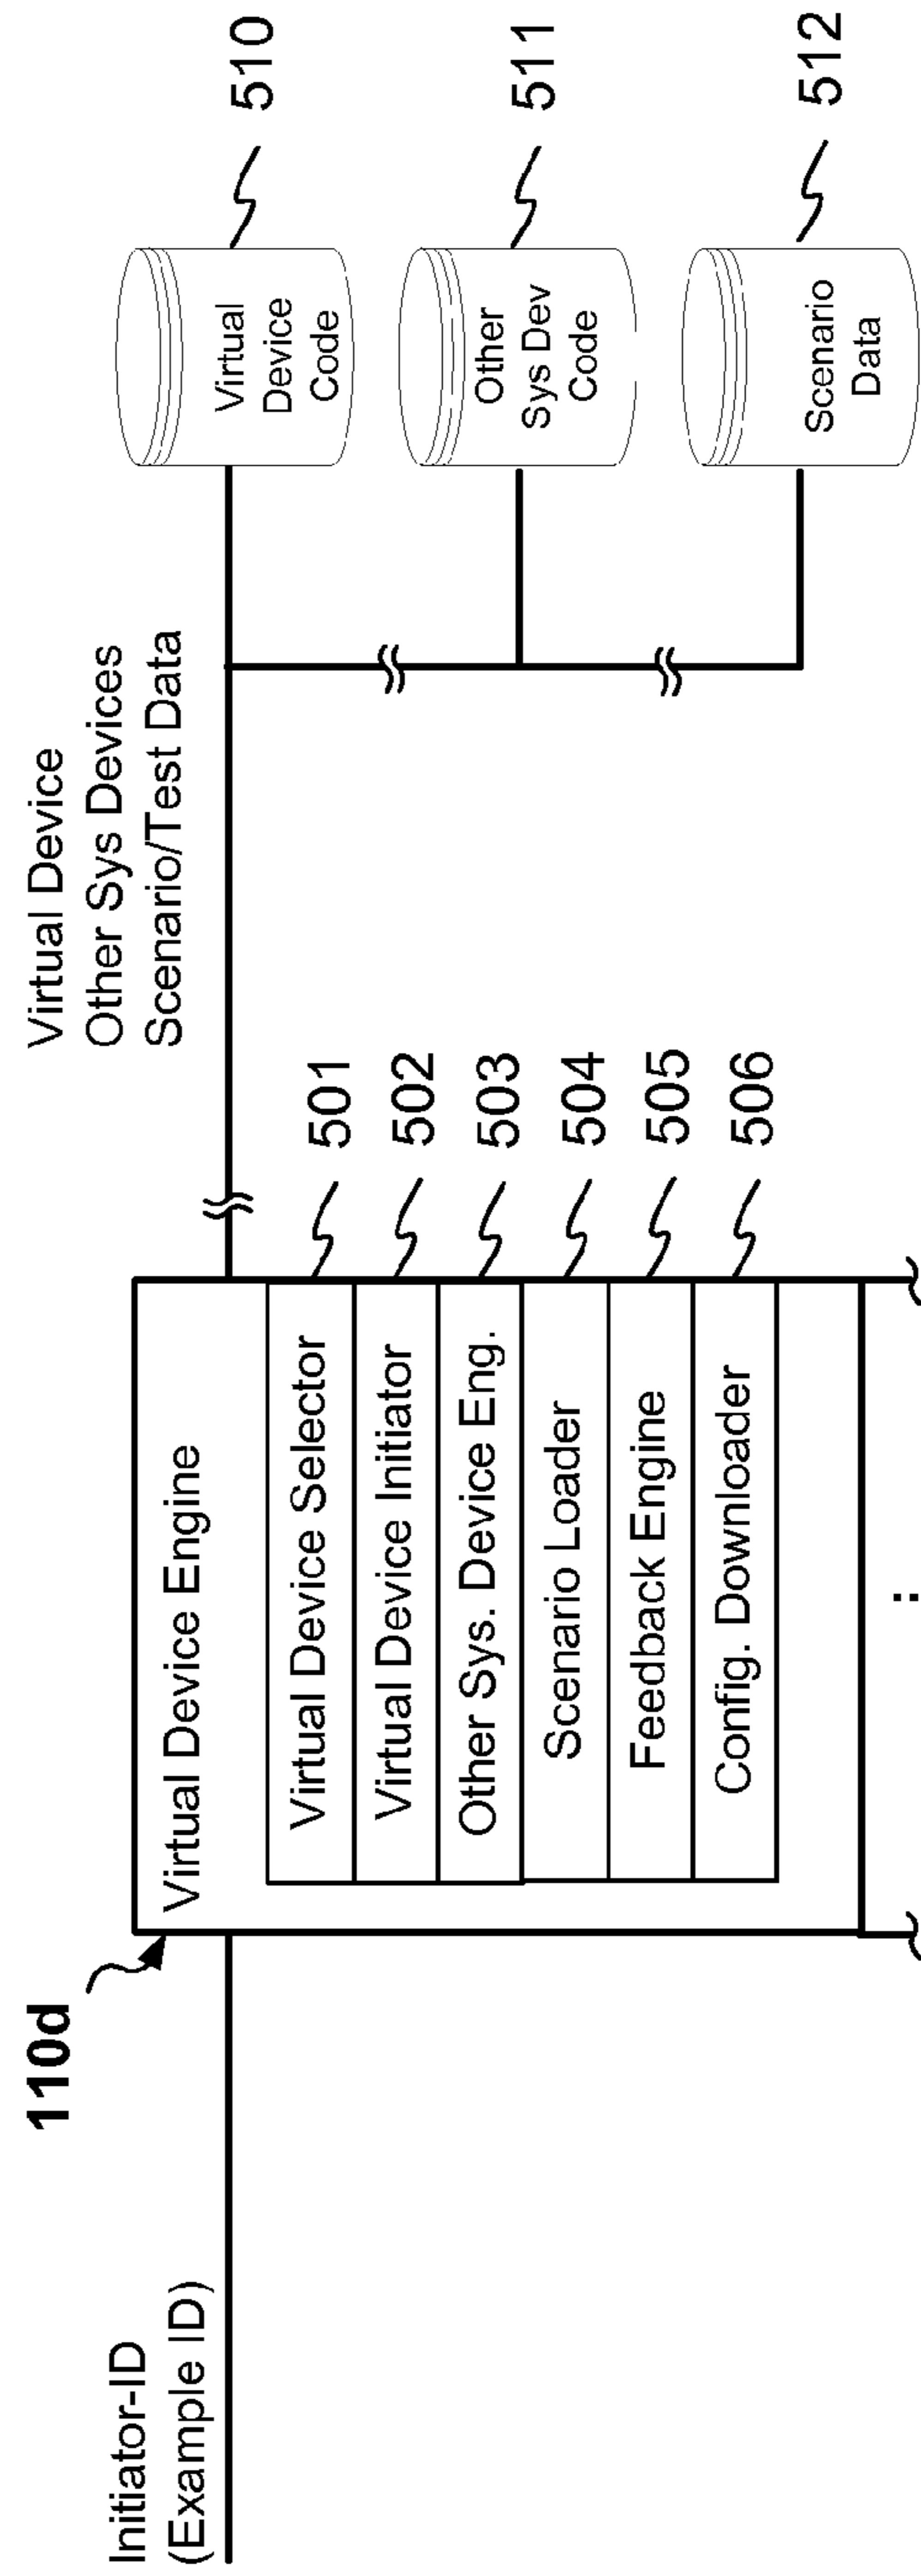 110d
Initiator-ID
(Example ID)
Virtual Device Engine
Virtual Device Selector
Virtual Device Initiator
Other Sys. Device Eng.
Scenario Loader
Feedback Engine
Config. Downloader
:
501
502
503
504
505
506
Virtual Device
Other Sys Devices
Scenario/Test Data
Virtual
Device
Code
510
Other
Sys Dev
Code
511
Scenario
Data
512